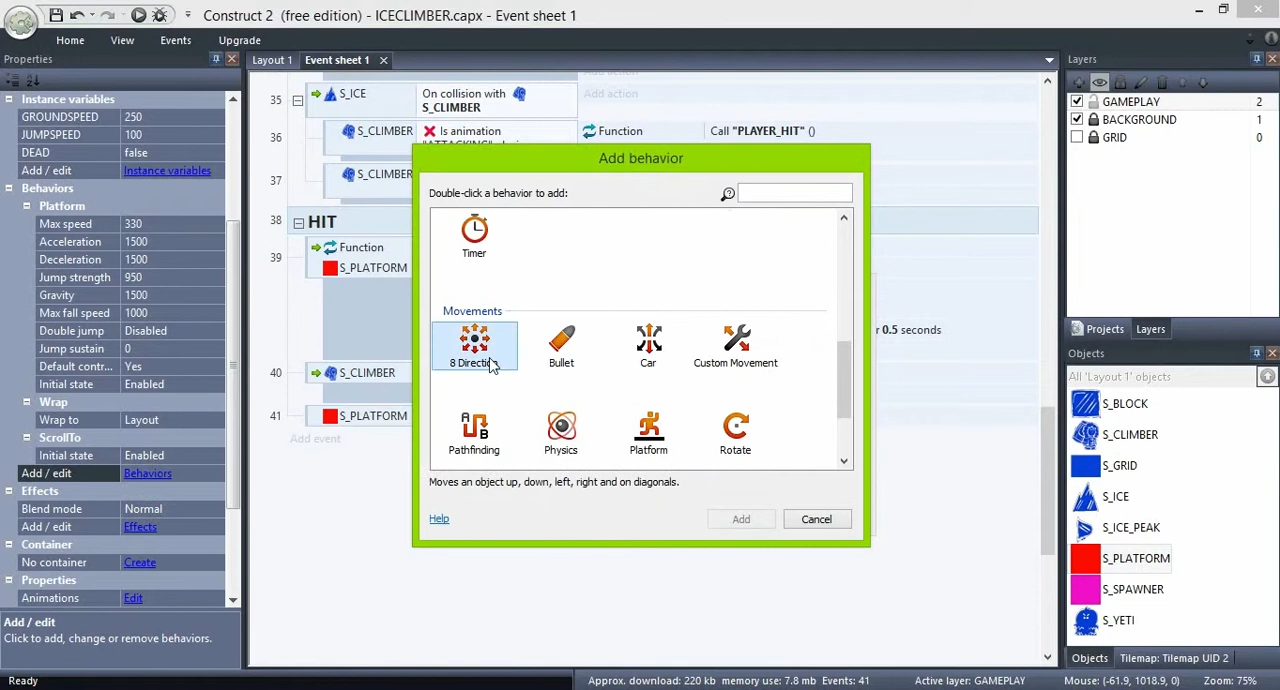 Construct 2 (free edition) - ICECLIMBER.capx - Event sheet 1
Home View Events Upgrade
Properties
Instance variables
GROUNDSPEED 250
JUMPSPEED 100
DEAD false
Add / edit Instance variables
Behaviors
Platform
Max speed 330
Acceleration 1500
Deceleration 1500
Jump strength 950
Gravity 1500
Max fall speed 1000
Double jump Disabled
Jump sustain 0
Default contr... Yes
Initial state Enabled
Wrap
Wrap to Layout
ScrollTo
Initial state Enabled
Add / edit Behaviors
Effects
Blend mode Normal
Add / edit Effects
Container
No container Create
Properties
Animations Edit
Add / edit
Click to add, change or remove behaviors.
Layout 1 Event sheet 1
Add action
35 S_ICE On collision with
S_CLIMBER
Add action
36 S_CLIMBER Is animation
Function Call "PLAYER_HIT" ()
37 S_CLIMBER
38 HIT
39 Function
S_PLATFORM
r 0.5 seconds
40 S_CLIMBER
41 S_PLATFORM
Add event
Add behavior
Double-click a behavior to add:
Timer
Movements
8 Direction
Bullet
Car
Custom Movement
Pathfinding
Physics
Platform
Rotate
Moves an object up, down, left, right and on diagonals.
Help
Add
Cancel
Layers
GAMEPLAY 2
BACKGROUND 1
GRID 0
Projects Layers
Objects
All 'Layout 1' objects
S_BLOCK
S_CLIMBER
S_GRID
S_ICE
S_ICE_PEAK
S_PLATFORM
S_SPAWNER
S_YETI
Objects Tilemap: Tilemap UID 2
Ready
Approx. download: 220 kb memory use: 7.8 mb Events: 41
Active layer: GAMEPLAY
Mouse: (-61.9, 1018.9, 0)
Zoom: 75%